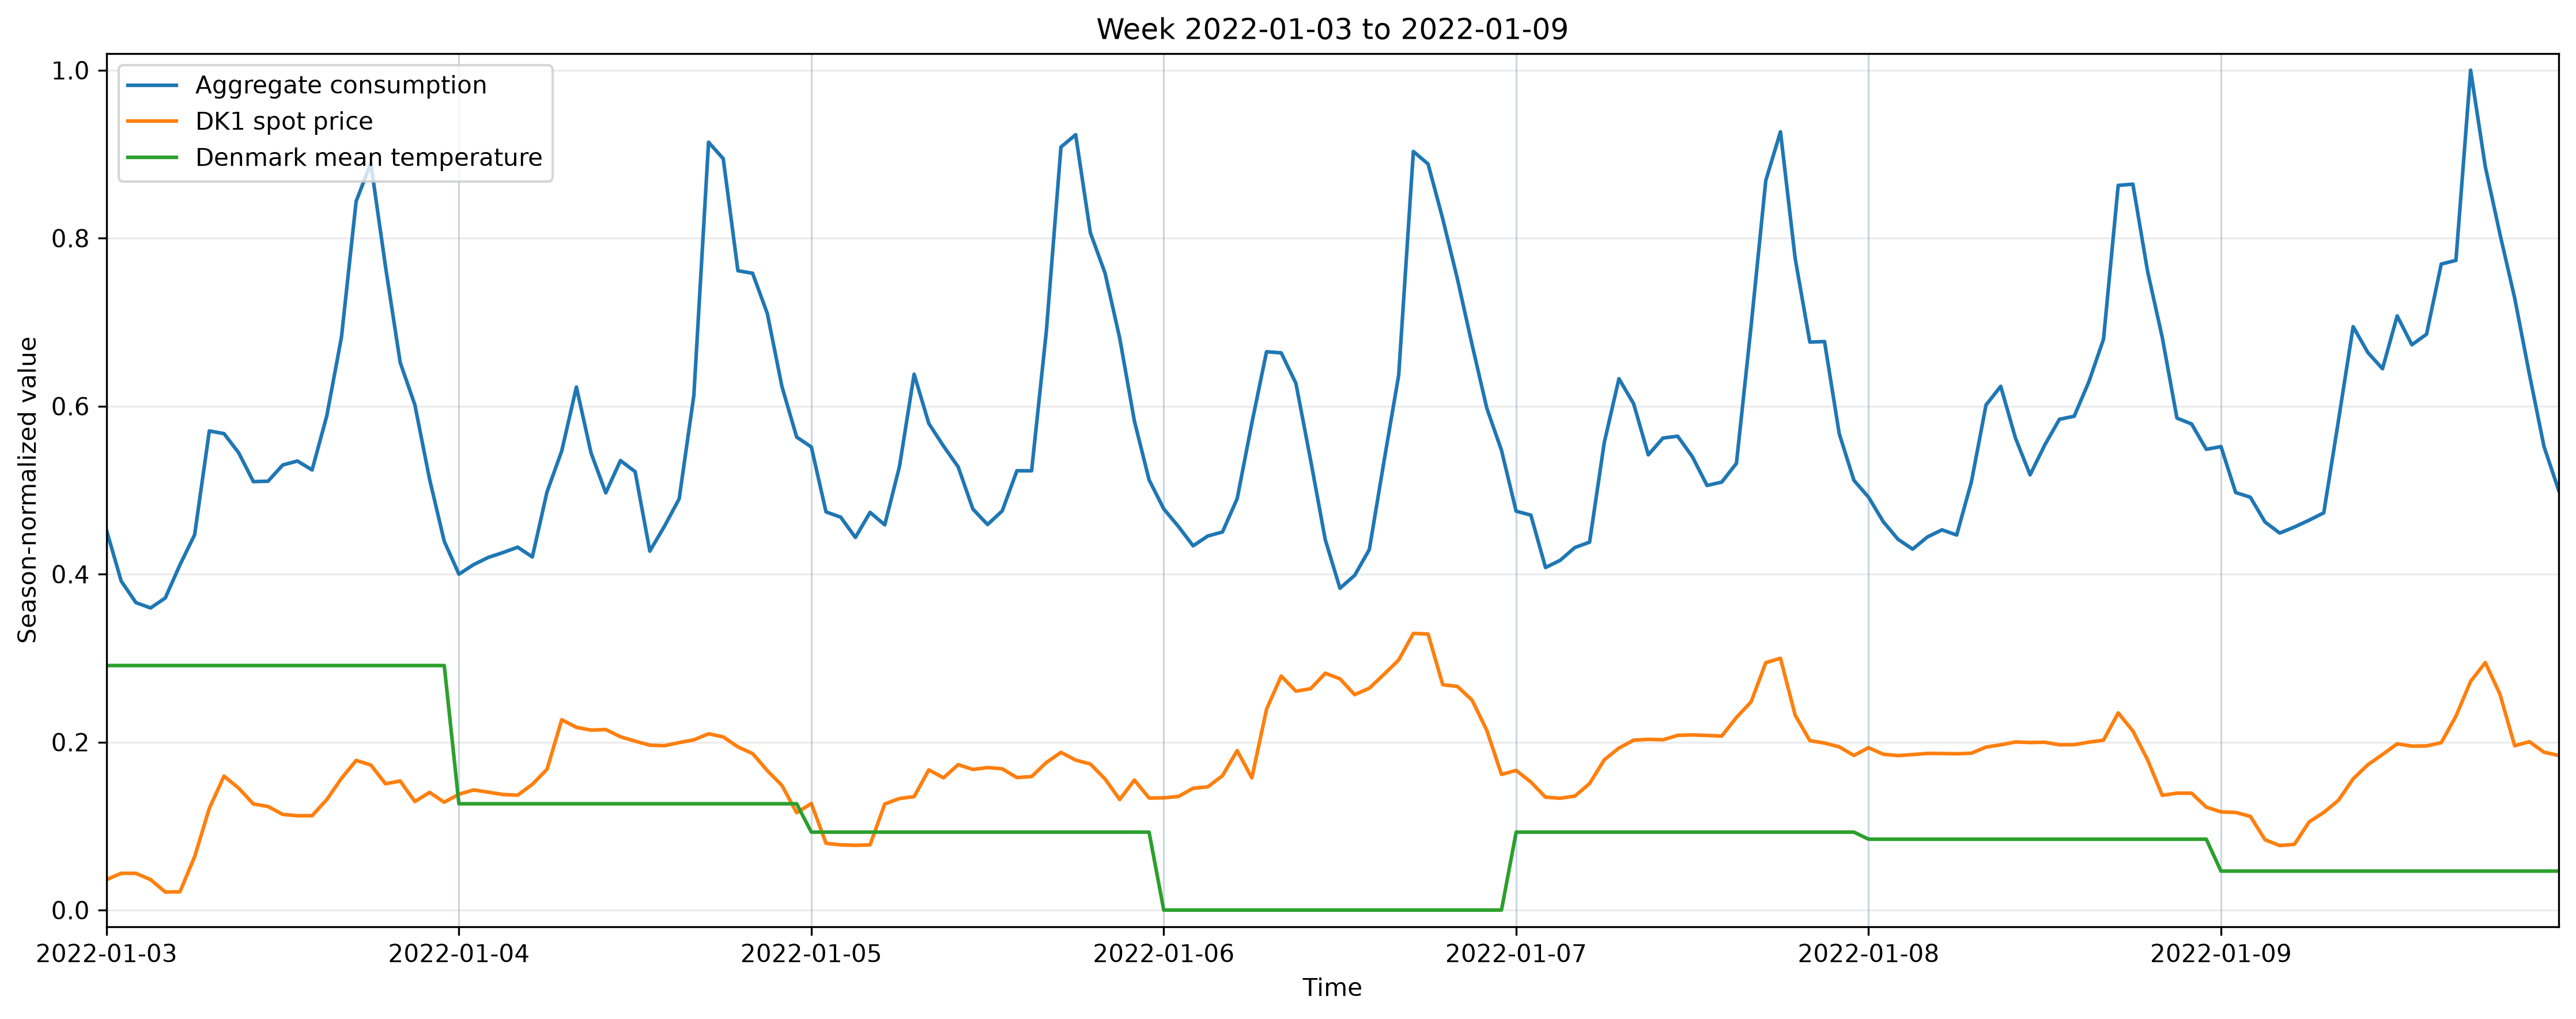 Week 2022-01-03 to 2022-01-09
Aggregate consumption
DK1 spot price
Denmark mean temperature
Season-normalized value
1.0
0.8
0.6
0.4
0.2
0.0
2022-01-03 2022-01-04 2022-01-05 2022-01-06 2022-01-07 2022-01-08 2022-01-09
Time